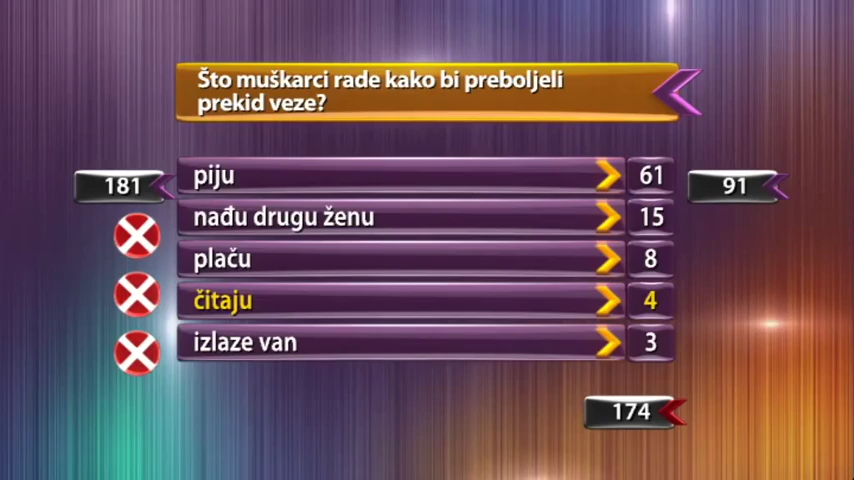 Što muškarci rade kako bi preboljeli
prekid veze?
181
piju 61
91
nađu drugu ženu 15
plaču 8
čitaju 4
izlaze van 3
174